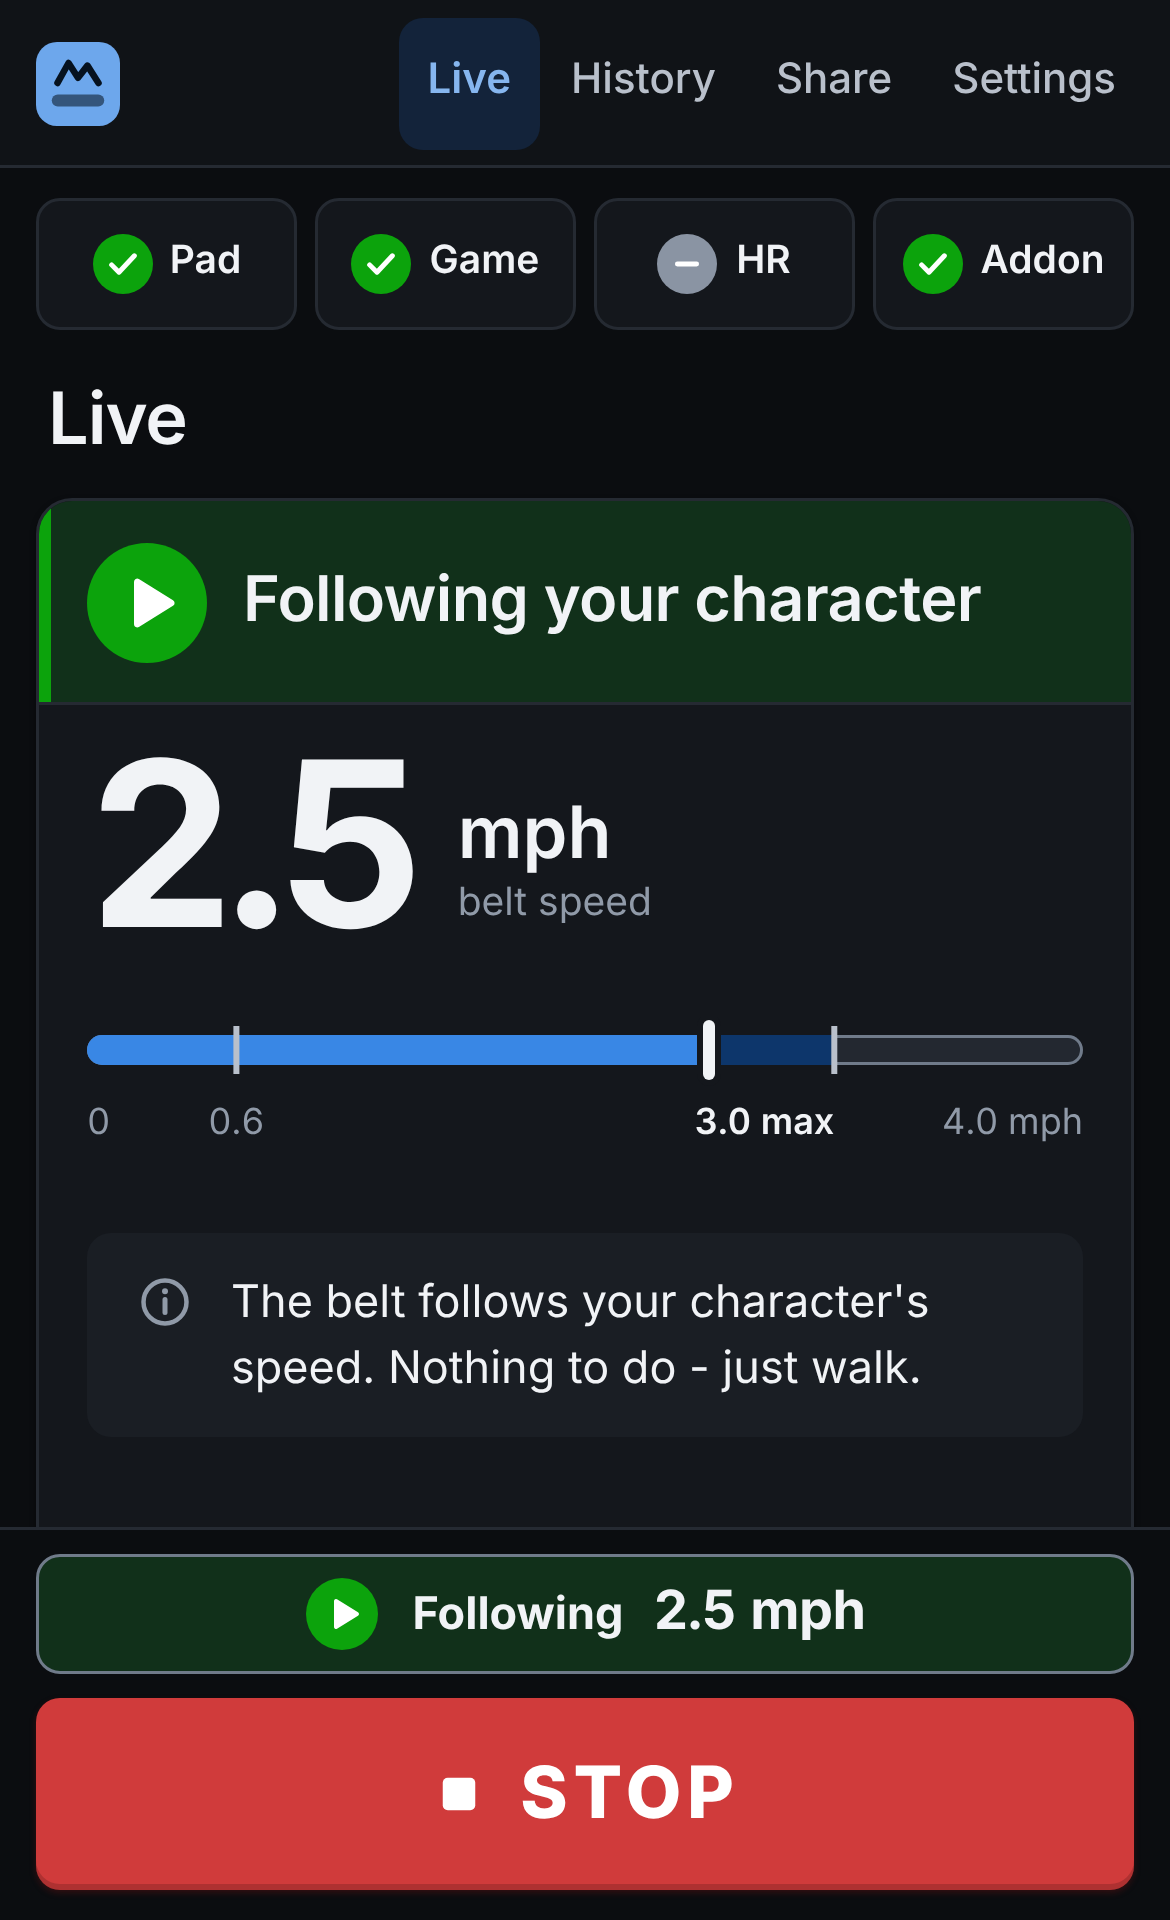 Live History Share Settings
Pad Game HR Addon
Live
Following your character
2.5 mph
belt speed
0 0.6 3.0 max 4.0 mph
The belt follows your character's
speed. Nothing to do - just walk.
Following 2.5 mph
STOP